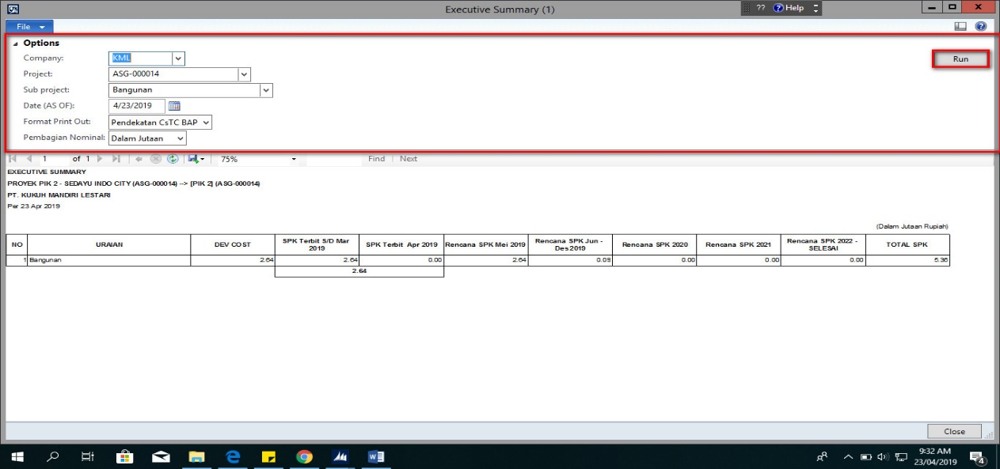 Executive Summary (1)
?? Help
File
Options
Company: KML
Run
Project: ASG-000014
Sub project: Bangunan
Date (AS OF): 4/23/2019
Format Print Out: Pendekatan CsTC BAP
Pembagian Nominal: Dalam Jutaan
1 of 1 75% Find Next
EXECUTIVE SUMMARY
PROYEK PIK 2 - SEDAYU INDO CITY (ASG-000014) --> [PIK 2] (ASG-000014)
PT. KUKUH MANDIRI LESTARI
Per 23 Apr 2019
(Dalam Jutaan Rupiah)
NO URAIAN DEV COST SPK Terbit S/D Mar 2019 SPK Terbit Apr 2019 Rencana SPK Mei 2019 Rencana SPK Jun - Des 2019 Rencana SPK 2020 Rencana SPK 2021 Rencana SPK 2022 - SELESAI TOTAL SPK
1 Bangunan 2.64 2.64 0.00 2.64 0.09 0.00 0.00 0.00 5.36
2.64
Close
9:32 AM
23/04/2019
4